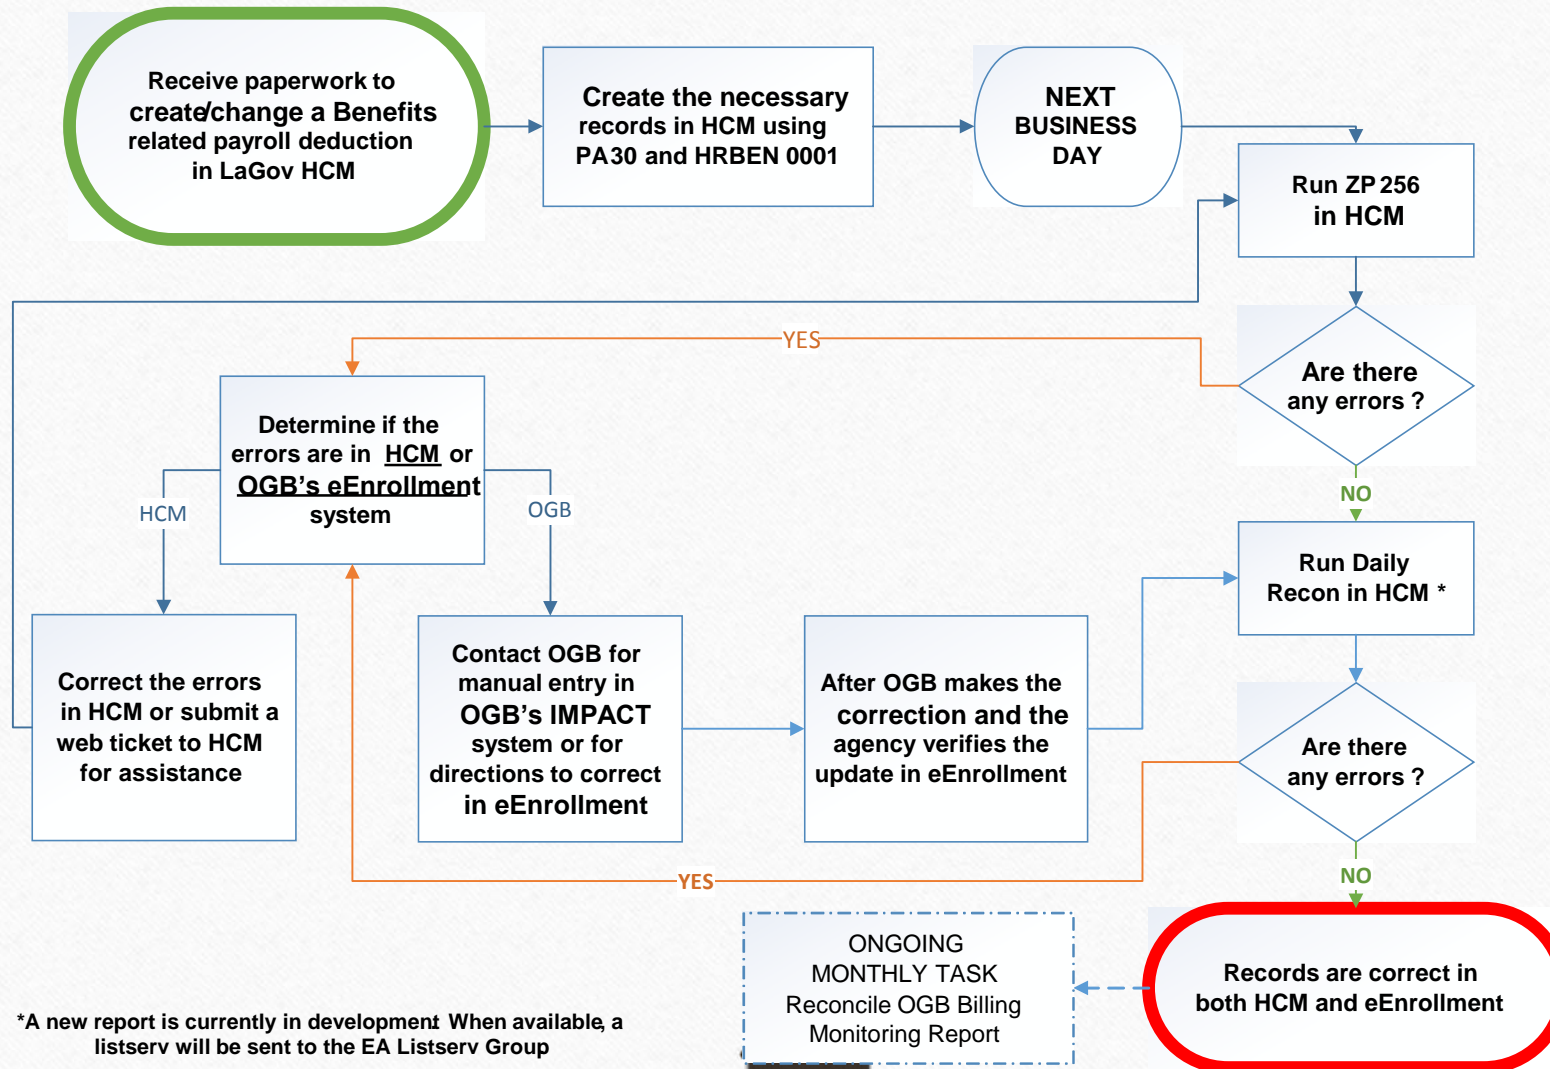 Receive paperwork to
create/change a Benefits
related payroll deduction
in LaGov HCM
Create the necessary
records in HCM using
PA30 and HRBEN 0001
NEXT
BUSINESS
DAY
Run ZP 256
in HCM
YES
Are there
any errors ?
Determine if the
errors are in HCM or
OGB's eEnrollment
system
HCM
OGB
NO
Run Daily
Recon in HCM *
Correct the errors
in HCM or submit a
web ticket to HCM
for assistance
Contact OGB for
manual entry in
OGB's IMPACT
system or for
directions to correct
in eEnrollment
After OGB makes the
correction and the
agency verifies the
update in eEnrollment
Are there
any errors ?
YES
NO
ONGOING
MONTHLY TASK
Reconcile OGB Billing
Monitoring Report
Records are correct in
both HCM and eEnrollment
*A new report is currently in development. When available, a
listserv will be sent to the EA Listserv Group